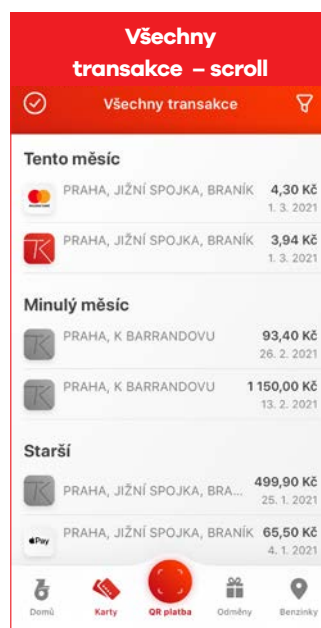 Všechny
transakce – scroll
Všechny transakce
Tento měsíc
PRAHA, JIŽNÍ SPOJKA, BRANÍK 4,30 Kč
1. 3. 2021
PRAHA, JIŽNÍ SPOJKA, BRANÍK 3,94 Kč
1. 3. 2021
Minulý měsíc
PRAHA, K BARRANDOVU 93,40 Kč
26. 2. 2021
PRAHA, K BARRANDOVU 1 150,00 Kč
13. 2. 2021
Starší
PRAHA, JIŽNÍ SPOJKA, BRA... 499,90 Kč
25. 1. 2021
Pay PRAHA, JIŽNÍ SPOJKA, BRANÍK 65,50 Kč
4. 1. 2021
Domů Karty QR platba Odměny Benzinky